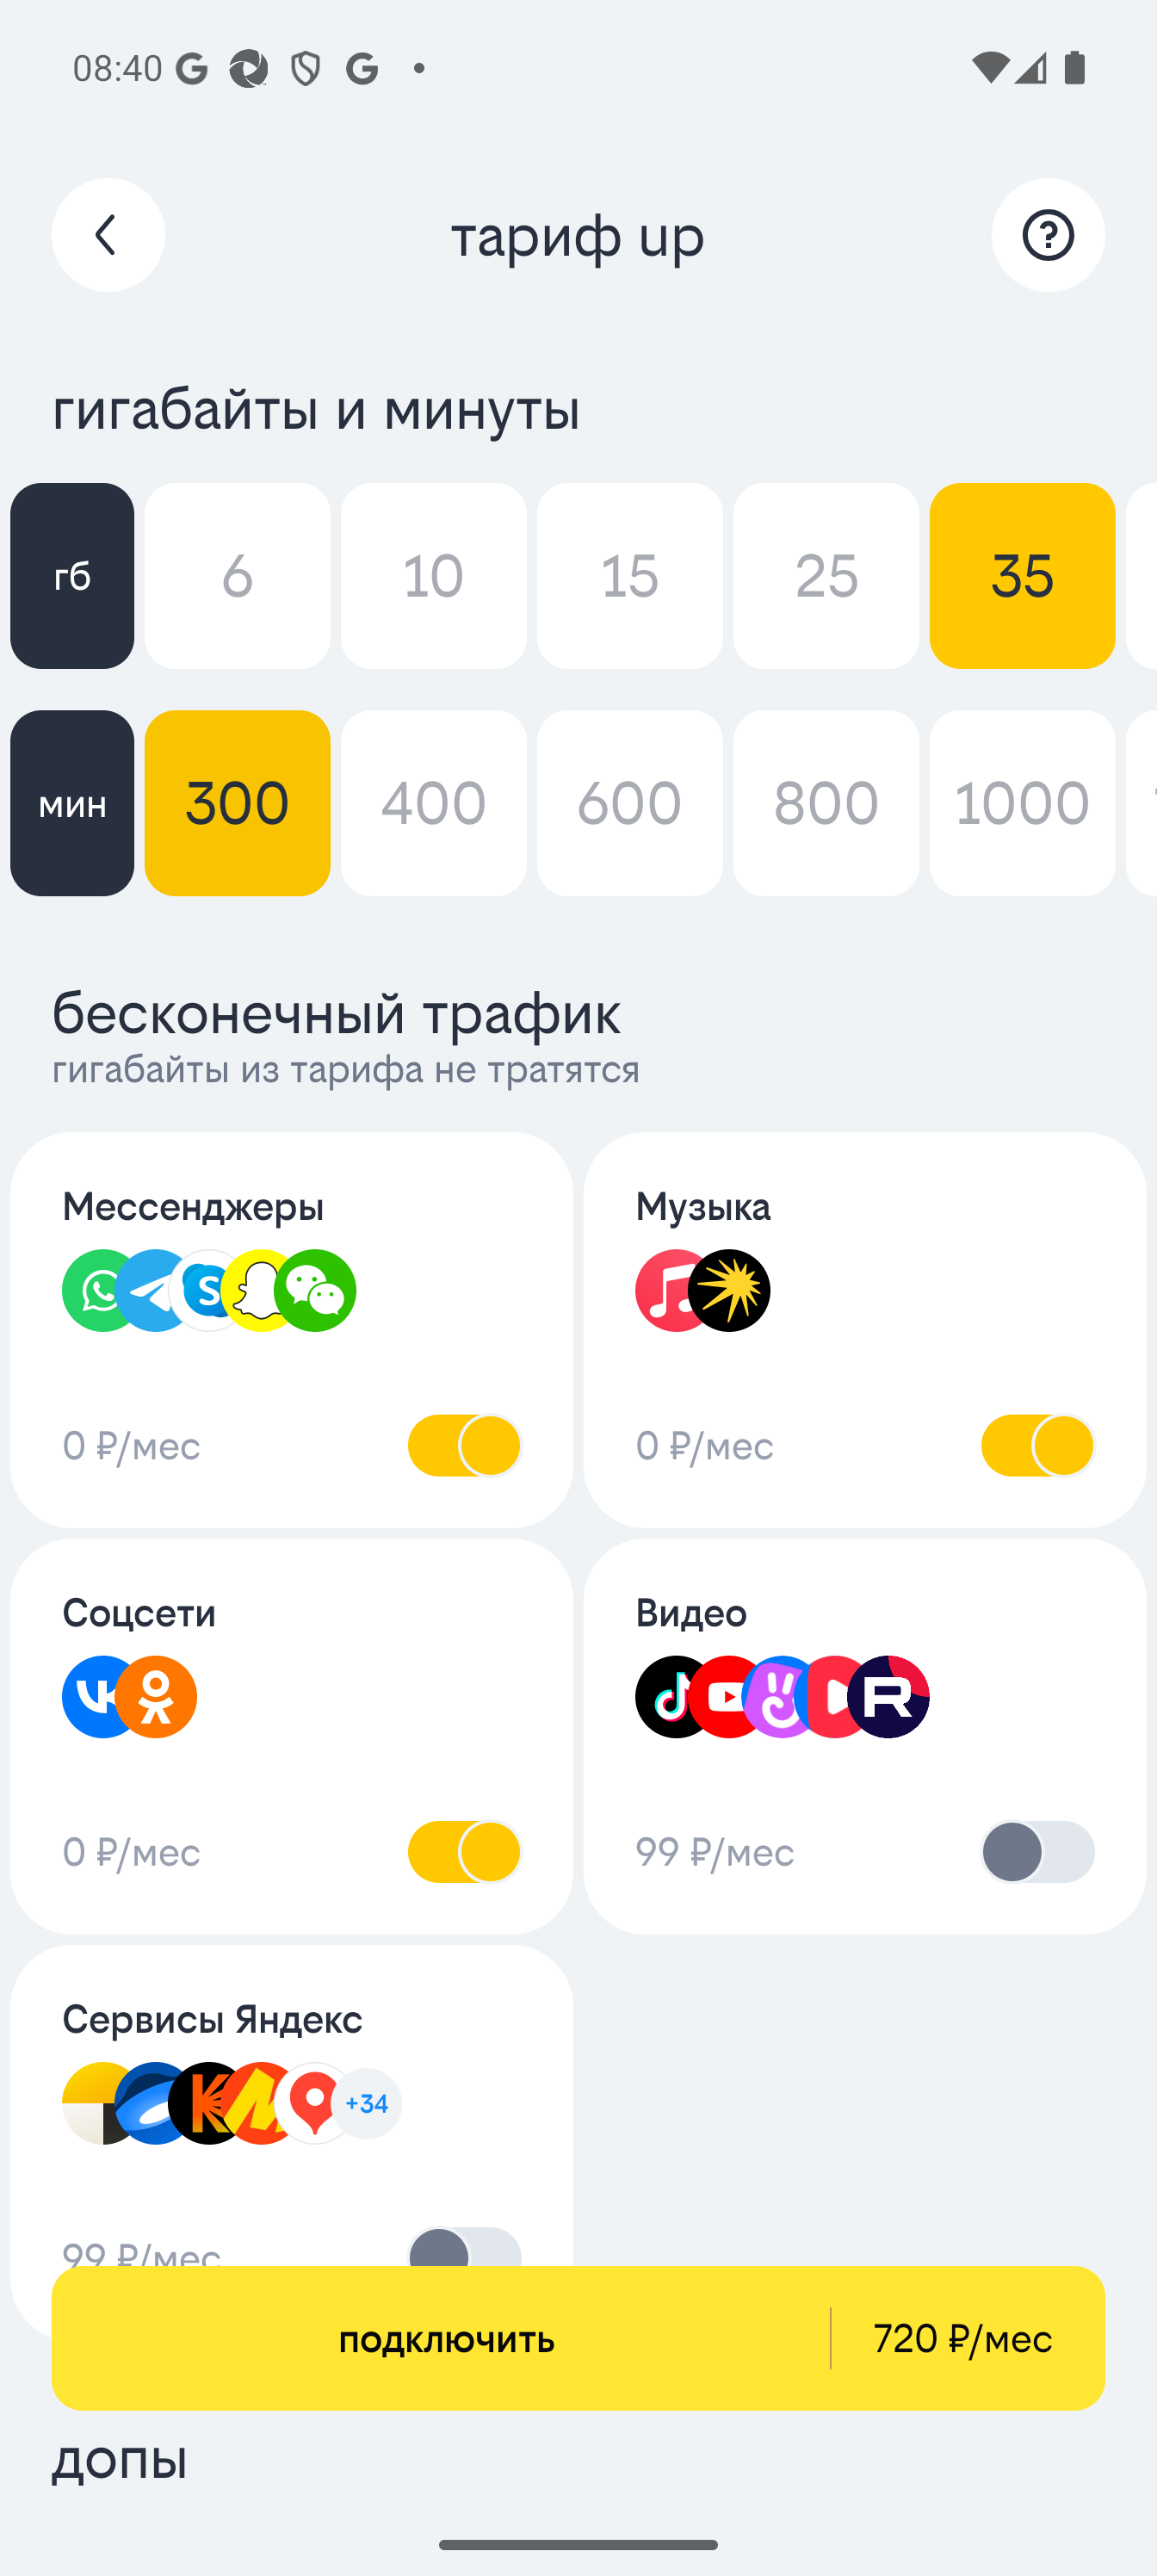 08:40
тариф up
гигабайты и минуты
гб 6 10 15 25 35
мин 300 400 600 800 1000
бесконечный трафик
гигабайты из тарифа не тратятся
Мессенджеры
0 ₽/мес
Музыка
0 ₽/мес
Соцсети
0 ₽/мес
Видео
99 ₽/мес
Сервисы Яндекс
+34
99 ₽/мес
подключить 720 ₽/мес
допы